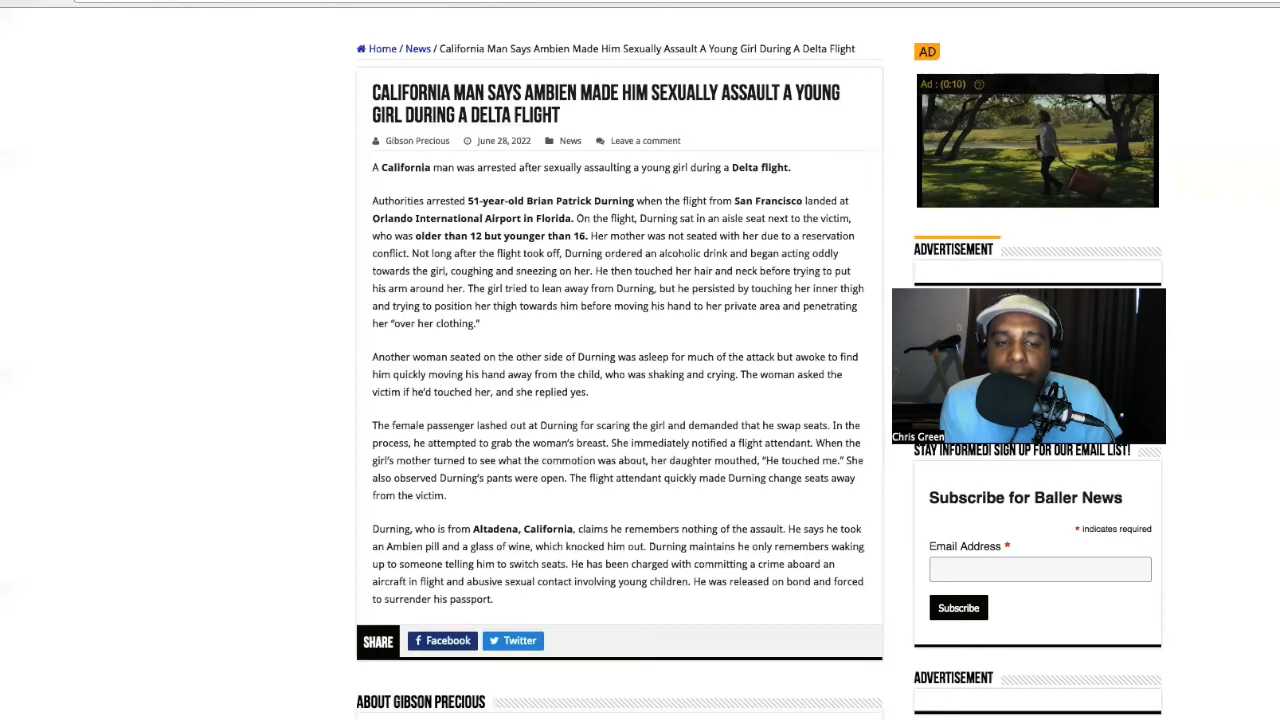 Home / News / California Man Says Ambien Made Him Sexually Assault A Young Girl During A Delta Flight
CALIFORNIA MAN SAYS AMBIEN MADE HIM SEXUALLY ASSAULT A YOUNG
GIRL DURING A DELTA FLIGHT
Gibson Precious June 28, 2022 News Leave a comment
A California man was arrested after sexually assaulting a young girl during a Delta flight.
Authorities arrested 51-year-old Brian Patrick Durning when the flight from San Francisco landed at
Orlando International Airport in Florida. On the flight, Durning sat in an aisle seat next to the victim,
who was older than 12 but younger than 16. Her mother was not seated with her due to a reservation
conflict. Not long after the flight took off, Durning ordered an alcoholic drink and began acting oddly
towards the girl, coughing and sneezing on her. He then touched her hair and neck before trying to put
his arm around her. The girl tried to lean away from Durning, but he persisted by touching her inner thigh
and trying to position her thigh towards him before moving his hand to her private area and penetrating
her “over her clothing.”
Another woman seated on the other side of Durning was asleep for much of the attack but awoke to find
him quickly moving his hand away from the child, who was shaking and crying. The woman asked the
victim if he’d touched her, and she replied yes.
The female passenger lashed out at Durning for scaring the girl and demanded that he swap seats. In the
process, he attempted to grab the woman’s breast. She immediately notified a flight attendant. When the
girl’s mother turned to see what the commotion was about, her daughter mouthed, “He touched me.” She
also observed Durning’s pants were open. The flight attendant quickly made Durning change seats away
from the victim.
Durning, who is from Altadena, California, claims he remembers nothing of the assault. He says he took
an Ambien pill and a glass of wine, which knocked him out. Durning maintains he only remembers waking
up to someone telling him to switch seats. He has been charged with committing a crime aboard an
aircraft in flight and abusive sexual contact involving young children. He was released on bond and forced
to surrender his passport.
SHARE Facebook Twitter
ABOUT GIBSON PRECIOUS
AD
Ad : (0:10)
ADVERTISEMENT
Chris Green
STAY INFORMED! SIGN UP FOR OUR EMAIL LIST!
Subscribe for Baller News
* indicates required
Email Address *
Subscribe
ADVERTISEMENT